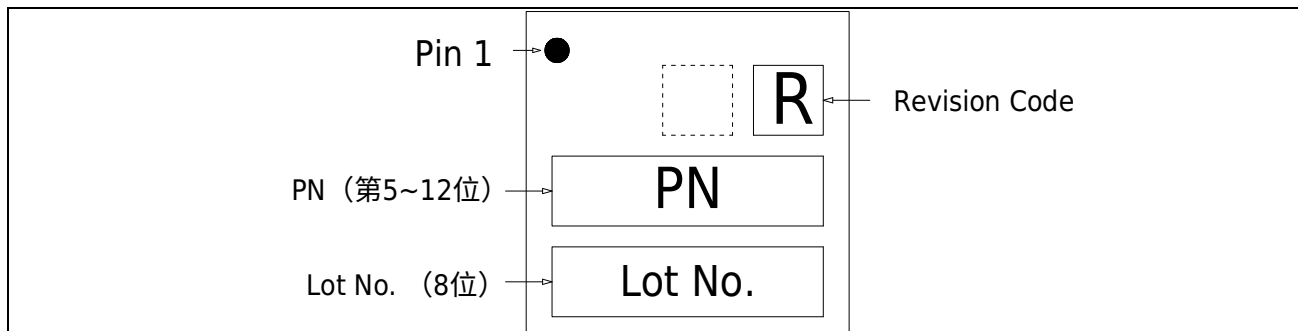 Pin 1
R
Revision Code
PN（第5~12位）
PN
Lot No. （8位）
Lot No.